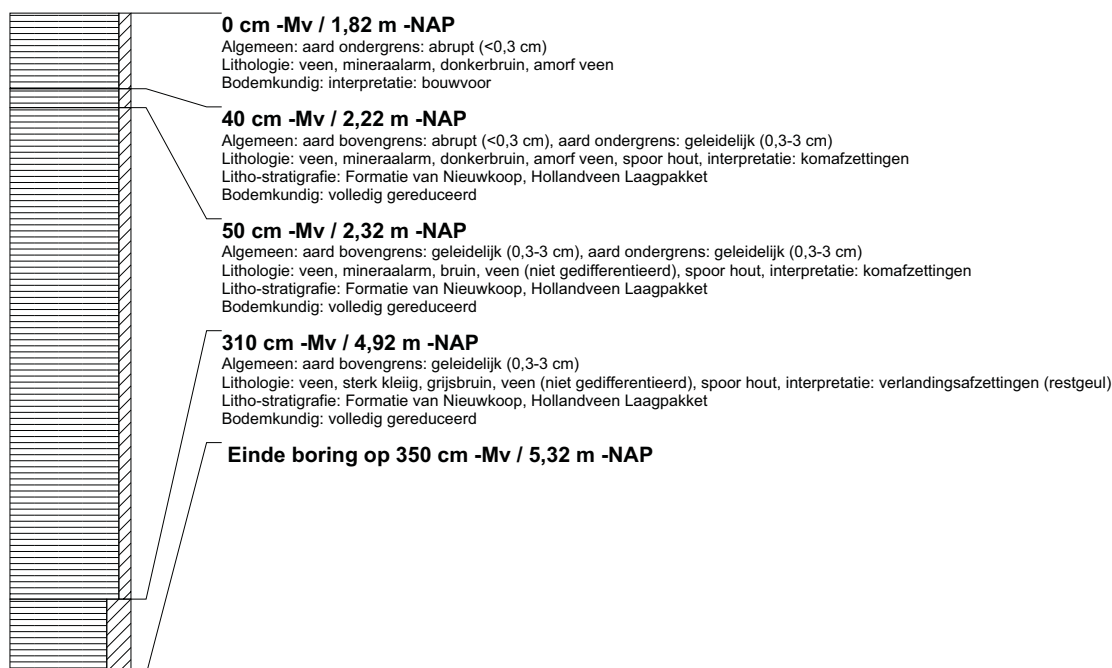 0 cm -Mv / 1,82 m -NAP
Algemeen: aard ondergrens: abrupt (<0,3 cm)
Lithologie: veen, mineraalarm, donkerbruin, amorf veen
Bodemkundig: interpretatie: bouwvoor
40 cm -Mv / 2,22 m -NAP
Algemeen: aard bovengrens: abrupt (<0,3 cm), aard ondergrens: geleidelijk (0,3-3 cm)
Lithologie: veen, mineraalarm, donkerbruin, amorf veen, spoor hout, interpretatie: komafzettingen
Litho-stratigrafie: Formatie van Nieuwkoop, Hollandveen Laagpakket
Bodemkundig: volledig gereduceerd
50 cm -Mv / 2,32 m -NAP
Algemeen: aard bovengrens: geleidelijk (0,3-3 cm), aard ondergrens: geleidelijk (0,3-3 cm)
Lithologie: veen, mineraalarm, bruin, veen (niet gedifferentieerd), spoor hout, interpretatie: komafzettingen
Litho-stratigrafie: Formatie van Nieuwkoop, Hollandveen Laagpakket
Bodemkundig: volledig gereduceerd
310 cm -Mv / 4,92 m -NAP
Algemeen: aard bovengrens: geleidelijk (0,3-3 cm)
Lithologie: veen, sterk kleiig, grijsbruin, veen (niet gedifferentieerd), spoor hout, interpretatie: verlandingsafzettingen (restgeul)
Litho-stratigrafie: Formatie van Nieuwkoop, Hollandveen Laagpakket
Bodemkundig: volledig gereduceerd
Einde boring op 350 cm -Mv / 5,32 m -NAP